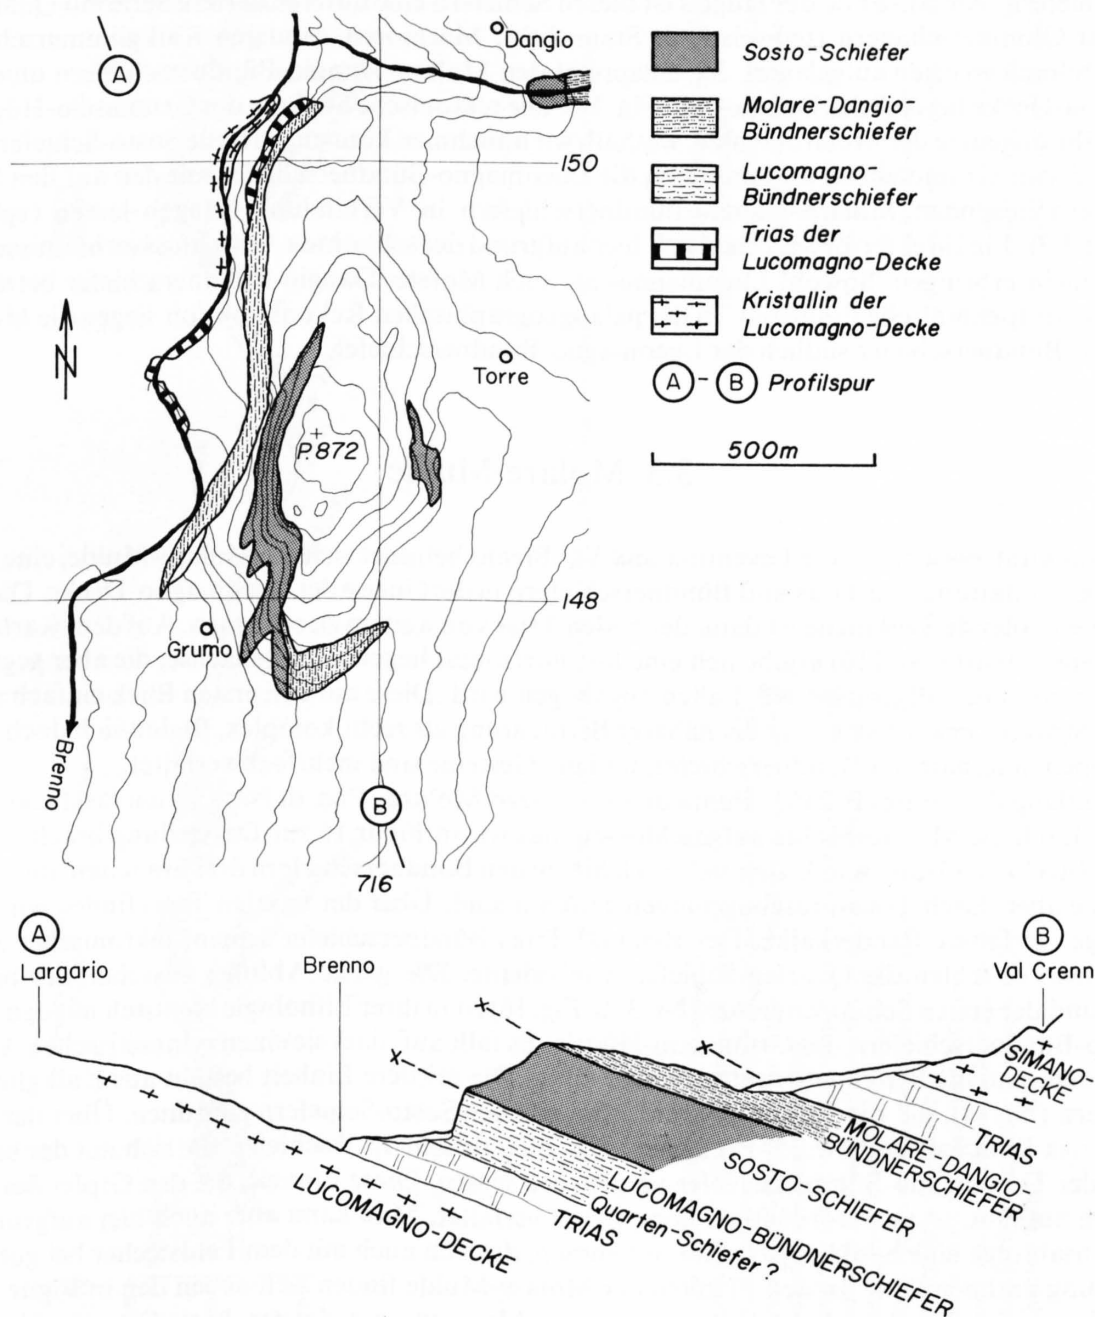 A
Dangio
150
N
Torre
P.872
148
Grumo
Brenno
B
716
Sosto-Schiefer
Molare-Dangio-
Bündnerschiefer
Lucomagno-
Bündnerschiefer
Trias der
Lucomagno-Decke
Kristallin der
Lucomagno-Decke
A - B Profilspur
500m
A
Largario
Brenno
B
Val Crenn
SIMANO-
DECKE
TRIAS
MOLARE-DANGIO-
BÜNDNERSCHIEFER
SOSTO-SCHIEFER
LUCOMAGNO-BÜNDNERSCHIEFER
Quarten-Schiefer ?
TRIAS
LUCOMAGNO-DECKE